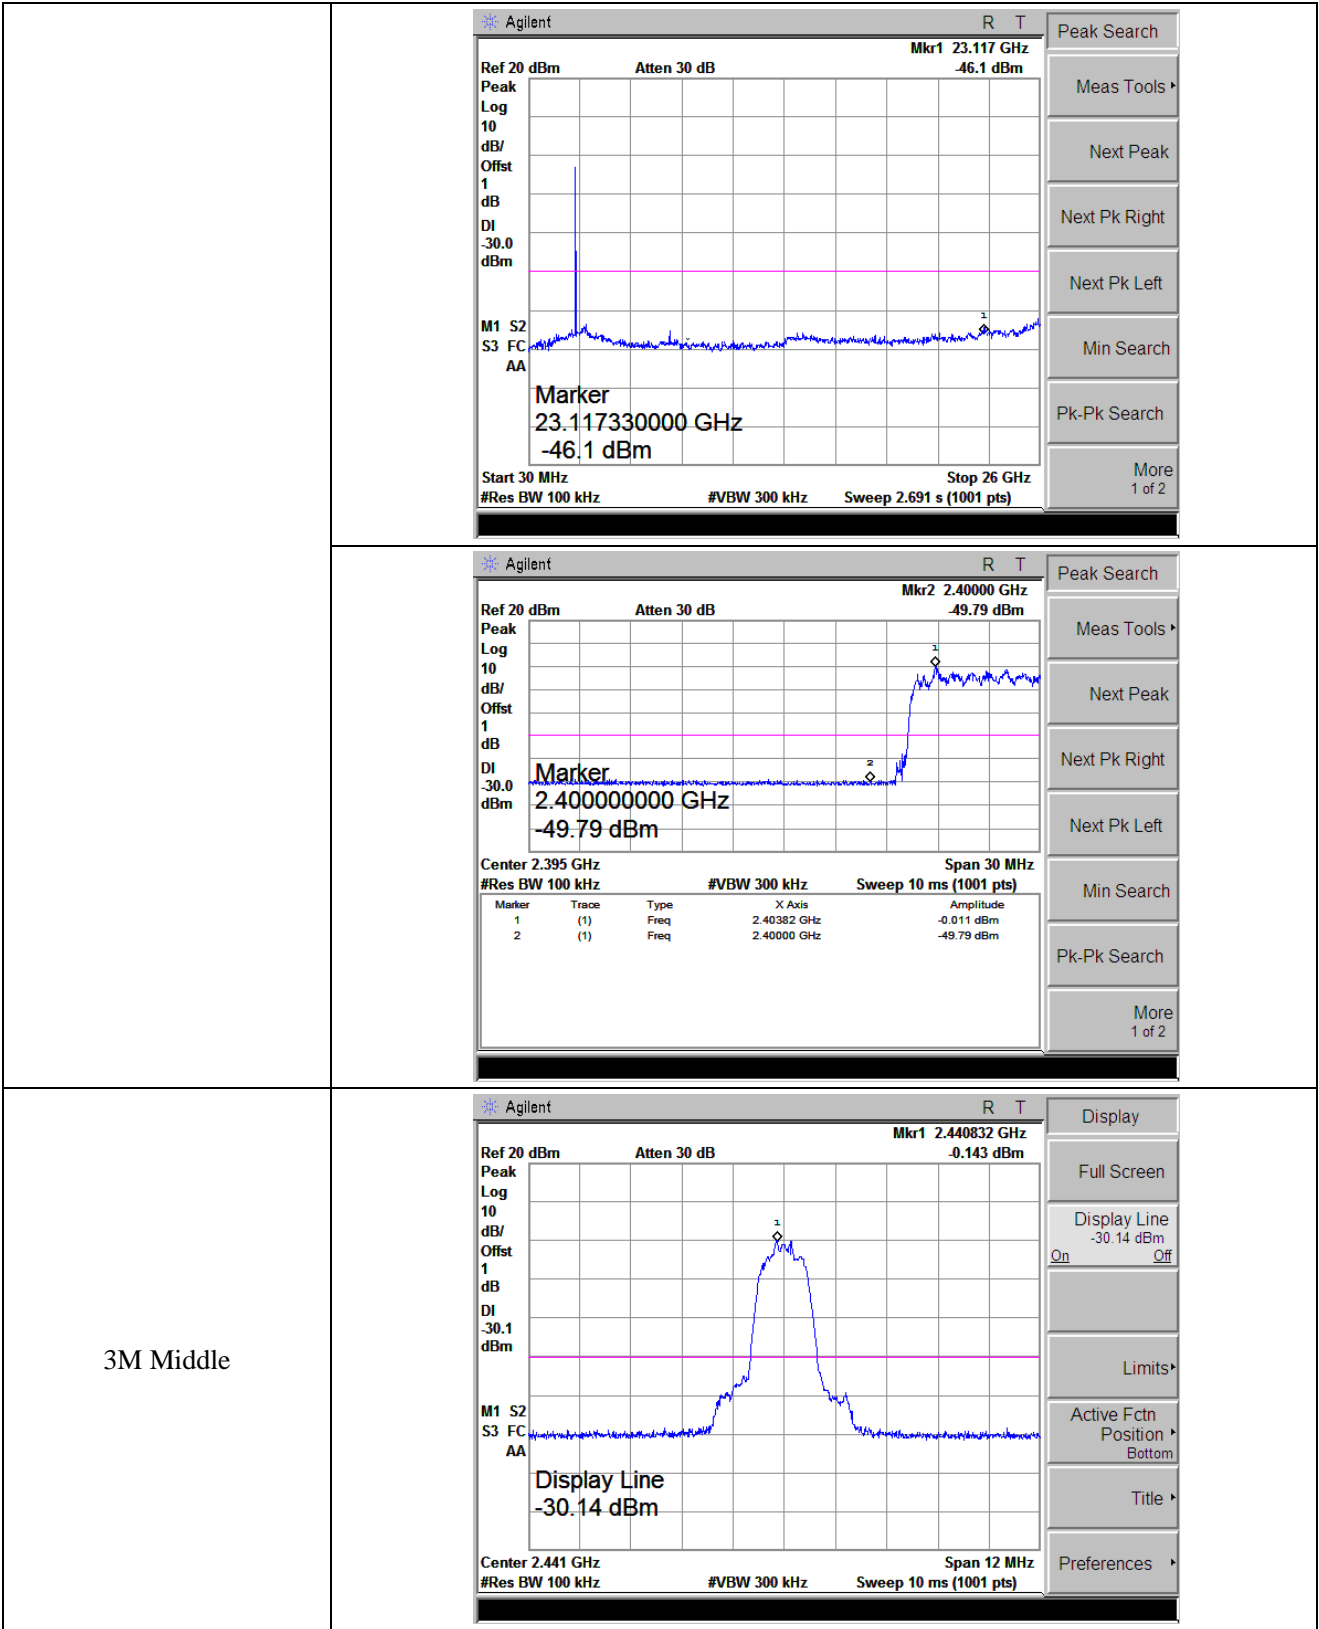 Agilent R T
Mkr1 23.117 GHz
Ref 20 dBm Atten 30 dB -46.1 dBm
Peak
Log
10
dB/
Offst
1
dB
DI
-30.0
dBm
M1 S2
S3 FC
AA
1
Marker
23.117330000 GHz
-46.1 dBm
Start 30 MHz Stop 26 GHz
#Res BW 100 kHz #VBW 300 kHz Sweep 2.691 s (1001 pts)
Peak Search
Meas Tools
Next Peak
Next Pk Right
Next Pk Left
Min Search
Pk-Pk Search
More
1 of 2
Agilent R T
Mkr2 2.40000 GHz
Ref 20 dBm Atten 30 dB -49.79 dBm
Peak
Log
10
dB/
Offst
1
dB
DI
-30.0
dBm
1
2
Marker
2.400000000 GHz
-49.79 dBm
Center 2.395 GHz Span 30 MHz
#Res BW 100 kHz #VBW 300 kHz Sweep 10 ms (1001 pts)
Marker Trace Type X Axis Amplitude
1 (1) Freq 2.40382 GHz -0.011 dBm
2 (1) Freq 2.40000 GHz -49.79 dBm
Peak Search
Meas Tools
Next Peak
Next Pk Right
Next Pk Left
Min Search
Pk-Pk Search
More
1 of 2
3M Middle
Agilent R T
Mkr1 2.440832 GHz
Ref 20 dBm Atten 30 dB -0.143 dBm
Peak
Log
10
dB/
Offst
1
dB
DI
-30.1
dBm
M1 S2
S3 FC
AA
1
Display Line
-30.14 dBm
Center 2.441 GHz Span 12 MHz
#Res BW 100 kHz #VBW 300 kHz Sweep 10 ms (1001 pts)
Display
Full Screen
Display Line
-30.14 dBm
On Off
Limits
Active Fctn
Position
Bottom
Title
Preferences